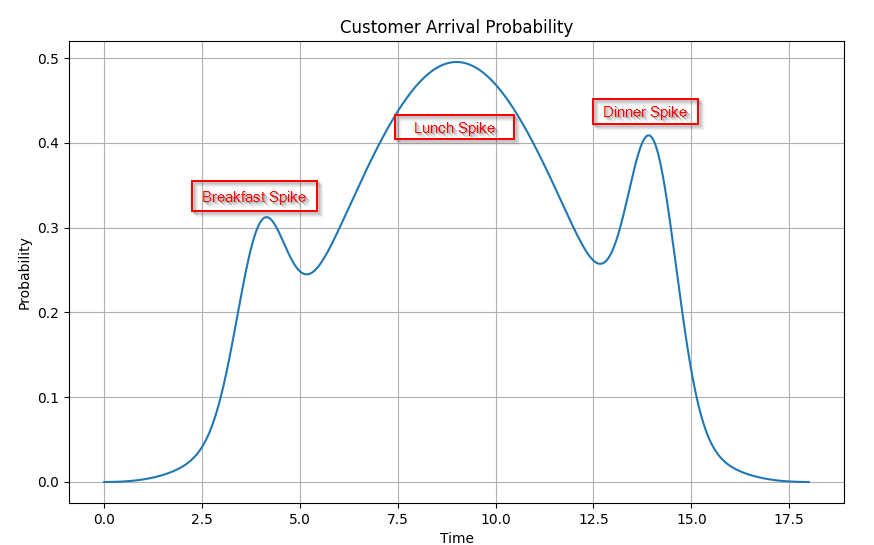 Customer Arrival Probability
0.5
Dinner Spike
Lunch Spike
0.4
Breakfast Spike
0.3
Probability
0.2
0.1
0.0
0.0 2.5 5.0 7.5 10.0 12.5 15.0 17.5
Time